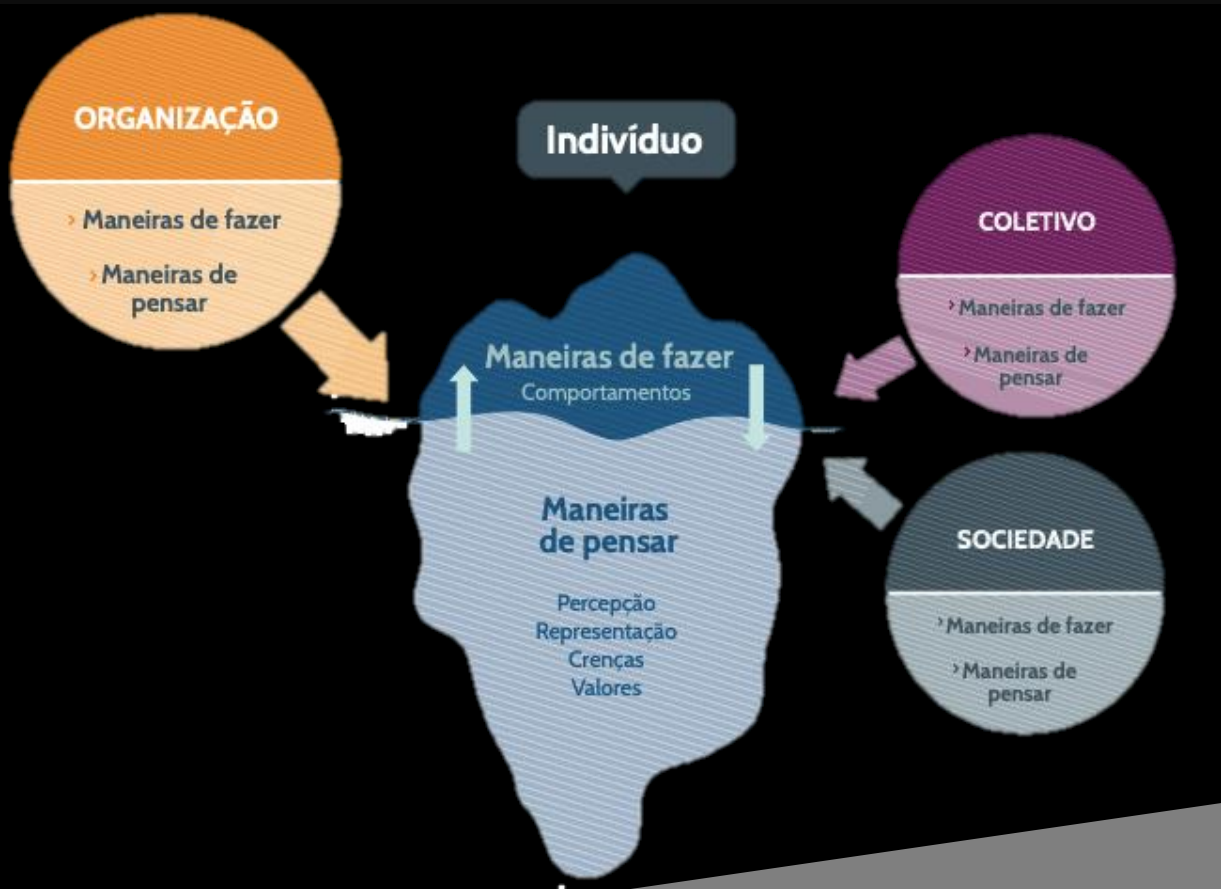 ORGANIZAÇÃO
› Maneiras de fazer
› Maneiras de
pensar
Indivíduo
Maneiras de fazer
Comportamentos
Maneiras
de pensar
Percepção
Representação
Crenças
Valores
COLETIVO
› Maneiras de fazer
› Maneiras de
pensar
SOCIEDADE
› Maneiras de fazer
› Maneiras de
pensar